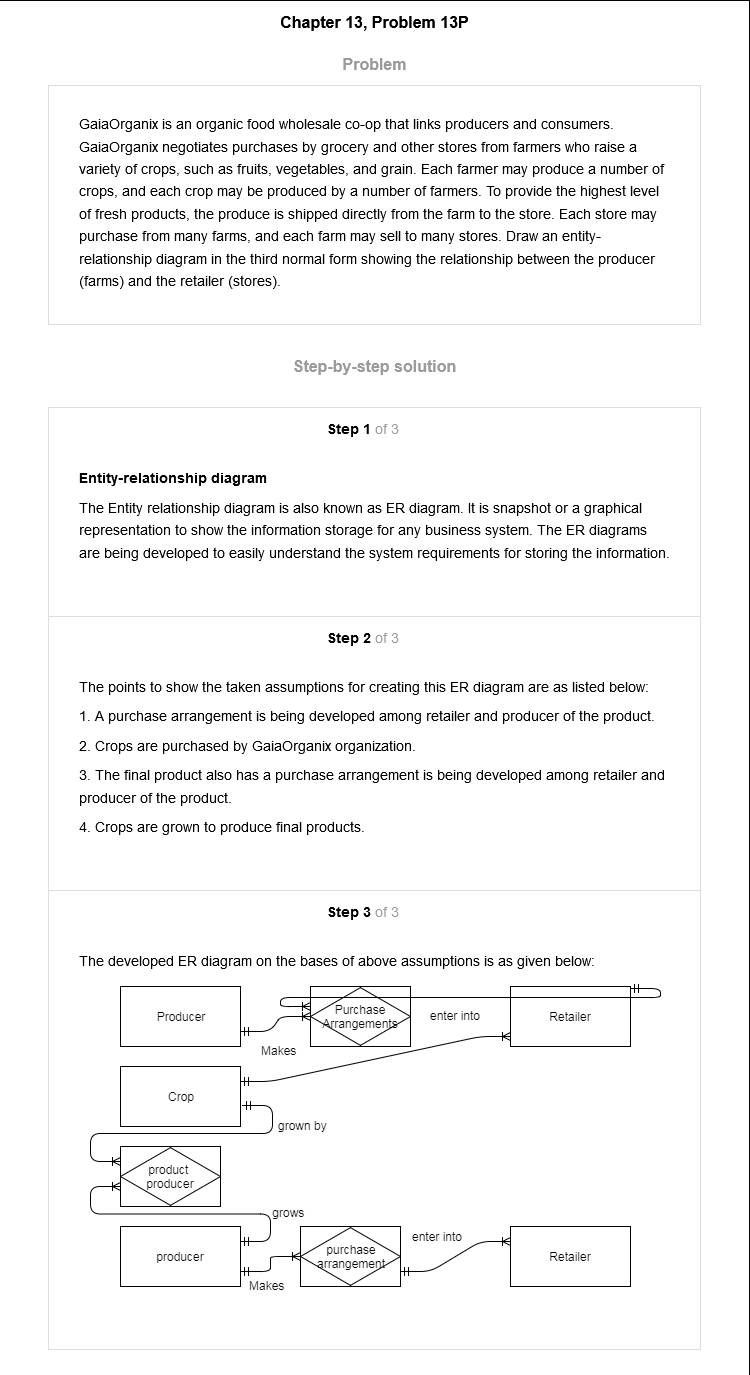 Chapter 13, Problem 13P
Problem
GaiaOrganix is an organic food wholesale co-op that links producers and consumers.
GaiaOrganix negotiates purchases by grocery and other stores from farmers who raise a
variety of crops, such as fruits, vegetables, and grain. Each farmer may produce a number of
crops, and each crop may be produced by a number of farmers. To provide the highest level
of fresh products, the produce is shipped directly from the farm to the store. Each store may
purchase from many farms, and each farm may sell to many stores. Draw an entity-
relationship diagram in the third normal form showing the relationship between the producer
(farms) and the retailer (stores).
Step-by-step solution
Step 1 of 3
Entity-relationship diagram
The Entity relationship diagram is also known as ER diagram. It is snapshot or a graphical
representation to show the information storage for any business system. The ER diagrams
are being developed to easily understand the system requirements for storing the information.
Step 2 of 3
The points to show the taken assumptions for creating this ER diagram are as listed below:
1. A purchase arrangement is being developed among retailer and producer of the product.
2. Crops are purchased by GaiaOrganix organization.
3. The final product also has a purchase arrangement is being developed among retailer and
producer of the product.
4. Crops are grown to produce final products.
Step 3 of 3
The developed ER diagram on the bases of above assumptions is as given below:
Producer
Purchase
Arrangements
enter into
Retailer
Makes
Crop
grown by
product
producer
grows
producer
purchase
arrangement
enter into
Retailer
Makes